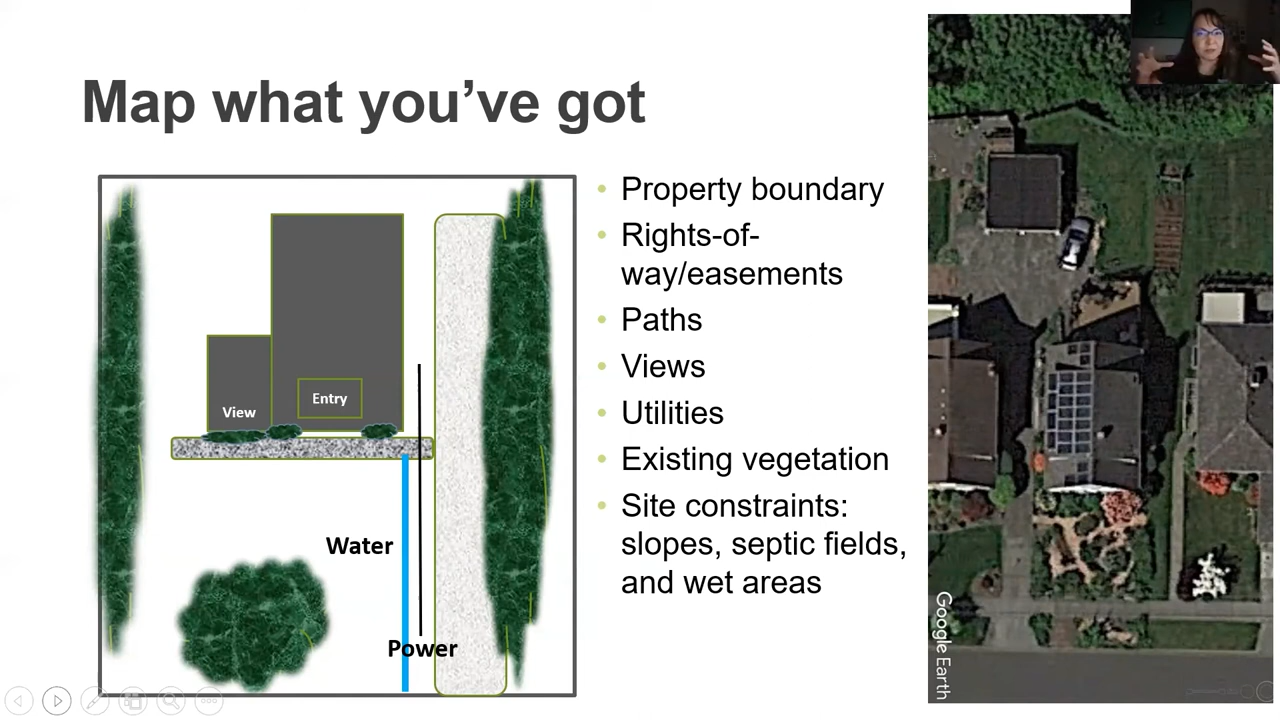 Map what you’ve got
View
Entry
Water
Power
Property boundary
Rights-of-
way/easements
Paths
Views
Utilities
Existing vegetation
Site constraints:
slopes, septic fields,
and wet areas
Google Earth